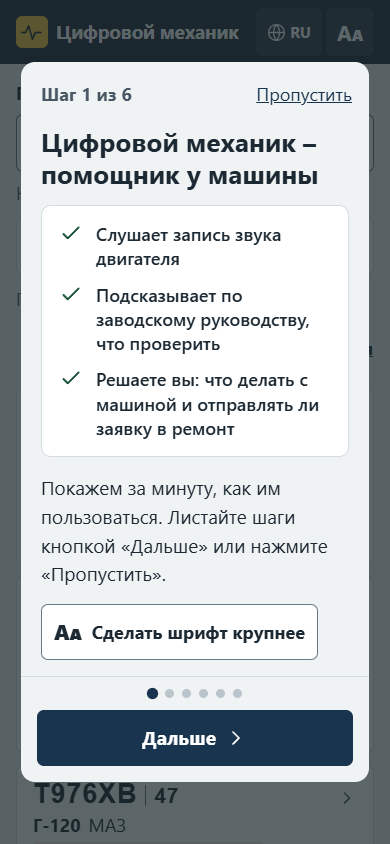 Цифровой механик
RU
Aᴀ
Шаг 1 из 6
Пропустить
Цифровой механик –
помощник у машины
Слушает запись звука
двигателя
Подсказывает по
заводскому руководству,
что проверить
Решаете вы: что делать с
машиной и отправлять ли
заявку в ремонт
Покажем за минуту, как им
пользоваться. Листайте шаги
кнопкой «Дальше» или нажмите
«Пропустить».
Aᴀ Сделать шрифт крупнее
Дальше
Т976ХВ 47
Г-120 МАЗ